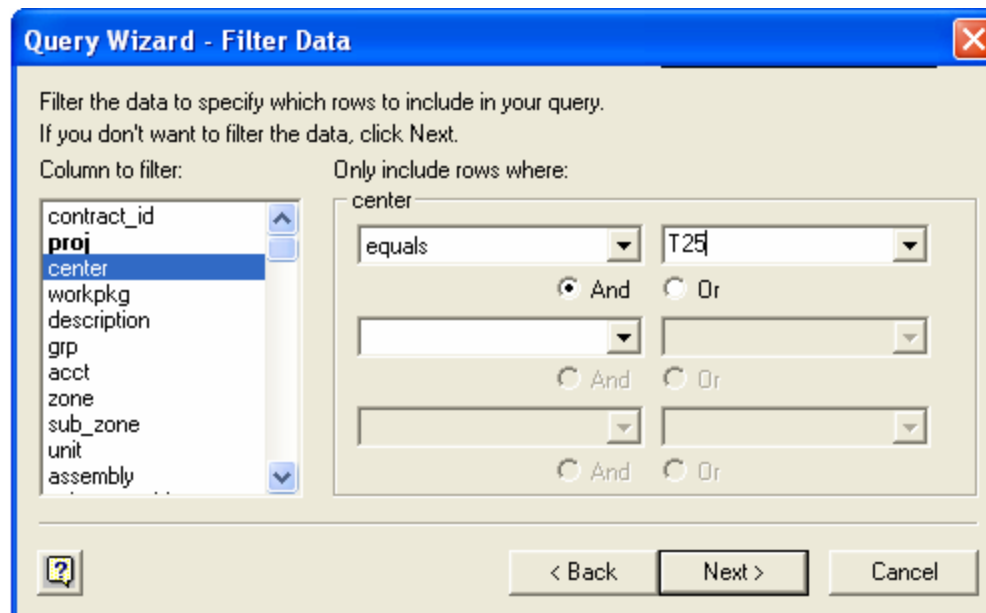 Query Wizard - Filter Data
Filter the data to specify which rows to include in your query.
If you don't want to filter the data, click Next.
Column to filter:
Only include rows where:
contract_id
proj
center
workpkg
description
grp
acct
zone
sub_zone
unit
assembly
center
equals
T25
And
Or
And
Or
And
Or
?
< Back
Next >
Cancel